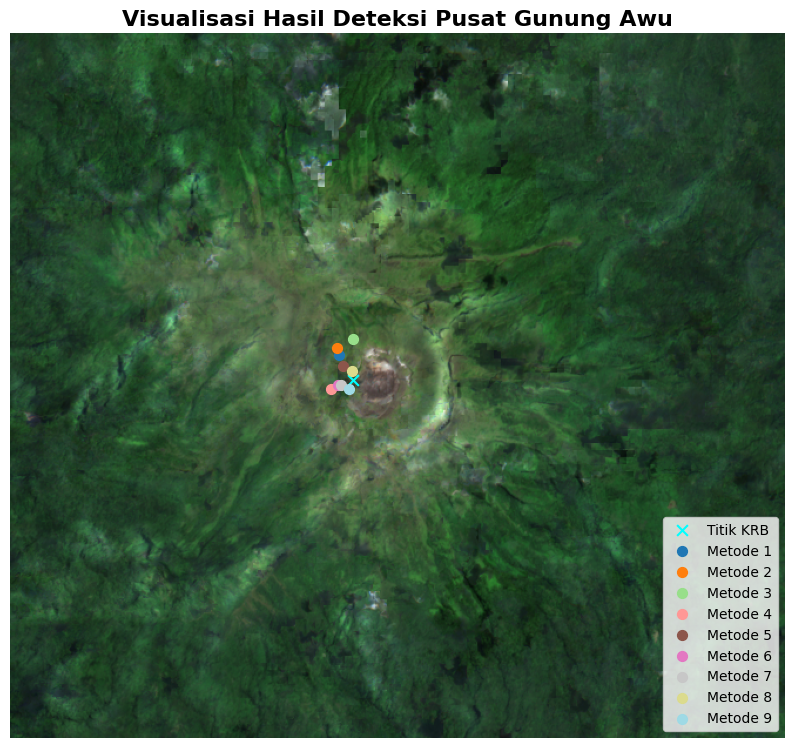 Visualisasi Hasil Deteksi Pusat Gunung Awu
Titik KRB
Metode 1
Metode 2
Metode 3
Metode 4
Metode 5
Metode 6
Metode 7
Metode 8
Metode 9